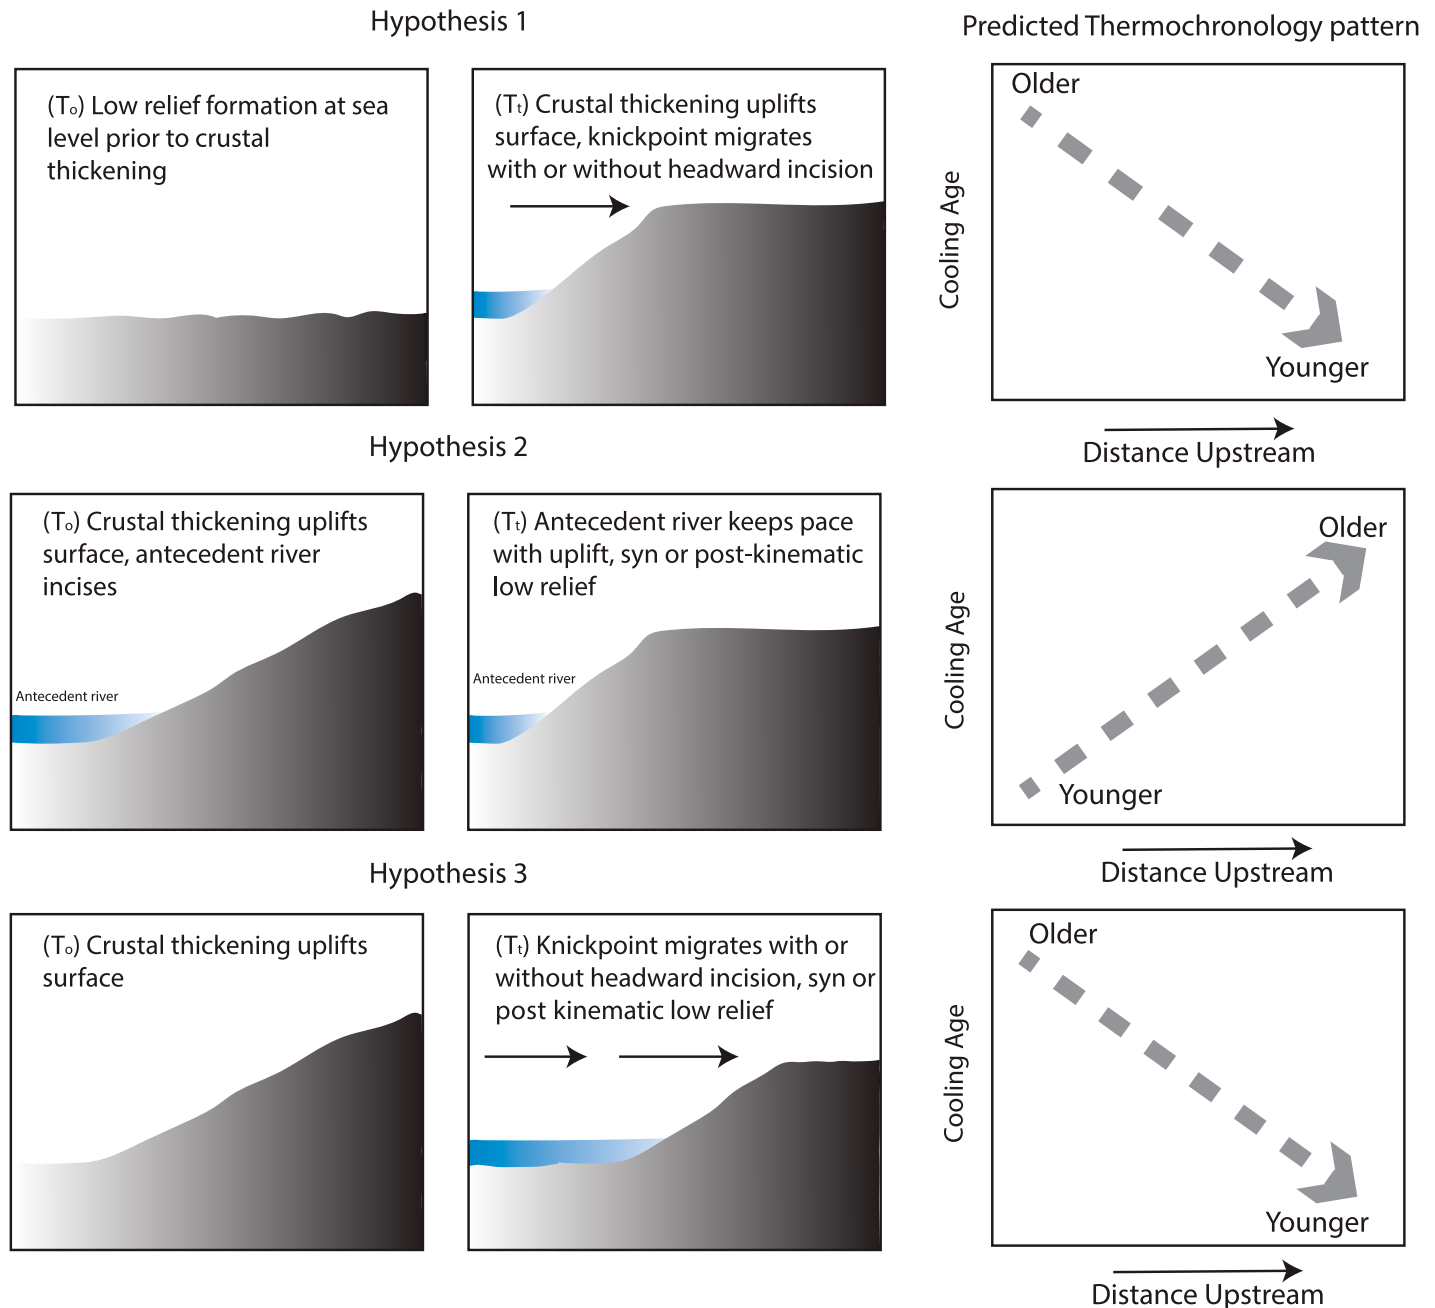 Hypothesis 1
Predicted Thermochronology pattern
(T₀) Low relief formation at sea
level prior to crustal
thickening
(Tₜ) Crustal thickening uplifts
surface, knickpoint migrates
with or without headward incision
Older
Cooling Age
Younger
Distance Upstream
Hypothesis 2
(T₀) Crustal thickening uplifts
surface, antecedent river
incises
Antecedent river
(Tₜ) Antecedent river keeps pace
with uplift, syn or post-kinematic
low relief
Antecedent river
Older
Cooling Age
Younger
Distance Upstream
Hypothesis 3
(T₀) Crustal thickening uplifts
surface
(Tₜ) Knickpoint migrates with or
without headward incision, syn or
post kinematic low relief
Older
Cooling Age
Younger
Distance Upstream